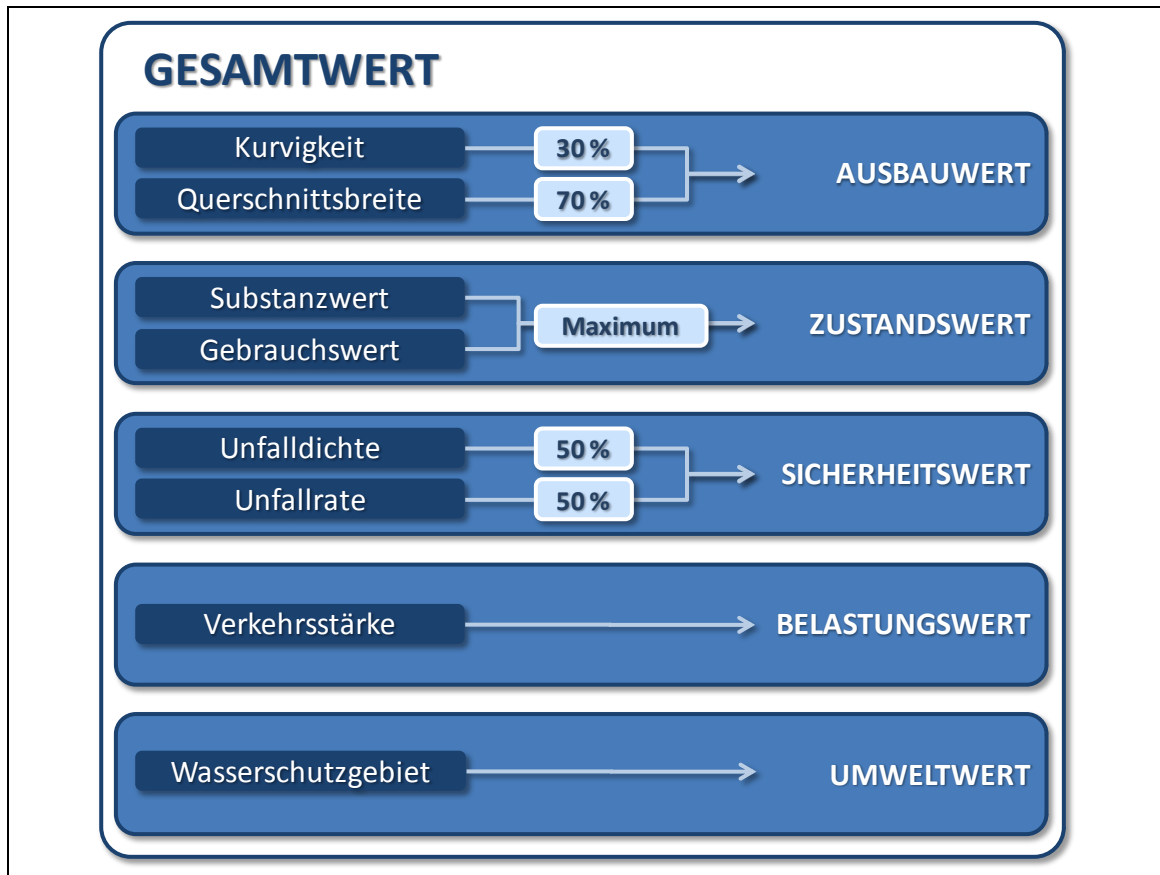 GESAMTWERT
Kurvigkeit 30 %
AUSBAUWERT
Querschnittsbreite 70 %
Substanzwert
Maximum ZUSTANDSWERT
Gebrauchswert
Unfalldichte 50 %
SICHERHEITSWERT
Unfallrate 50 %
Verkehrsstärke BELASTUNGSWERT
Wasserschutzgebiet UMWELTWERT